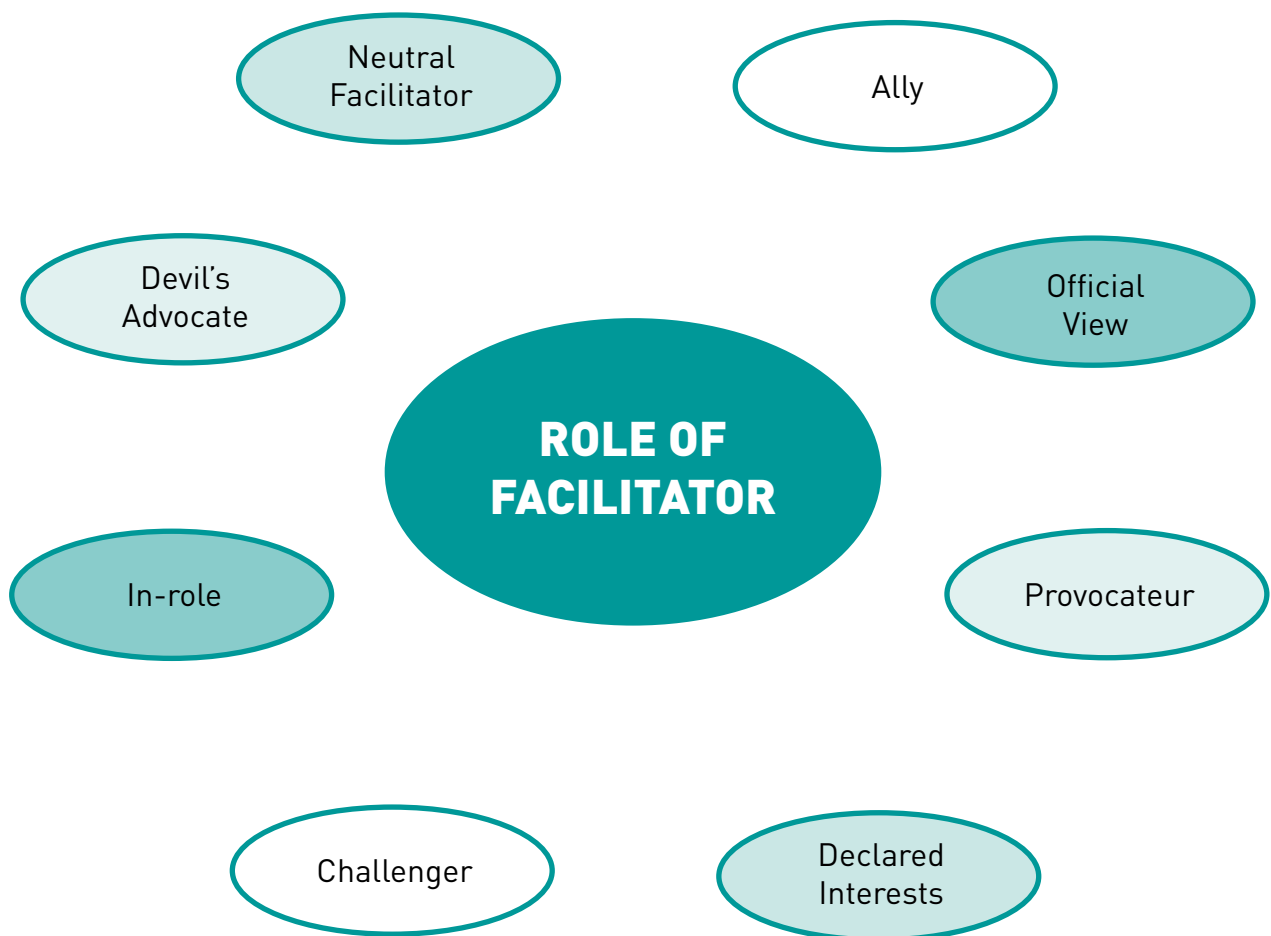 Neutral
Facilitator
Ally
Devil’s
Advocate
Official
View
ROLE OF
FACILITATOR
In-role
Provocateur
Challenger
Declared
Interests